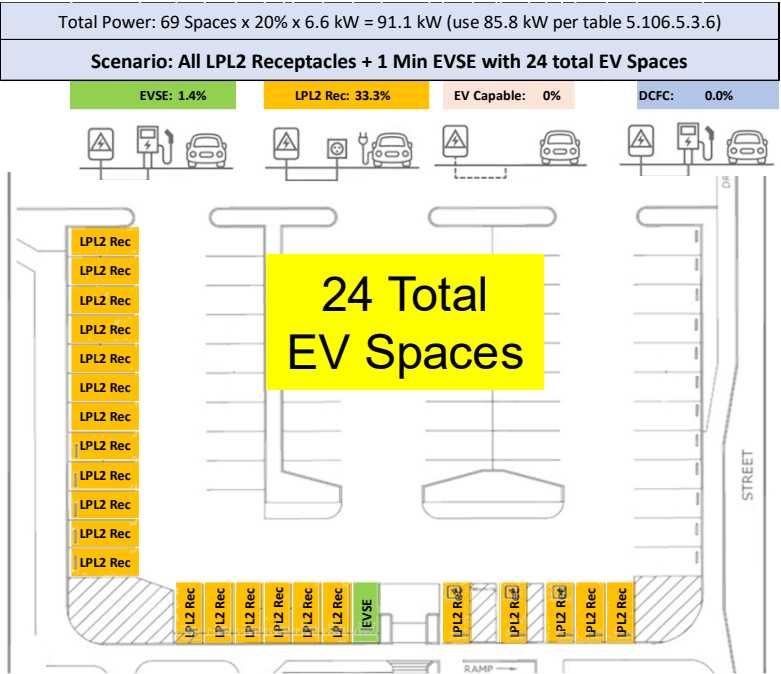 Total Power: 69 Spaces x 20% x 6.6 kW = 91.1 kW (use 85.8 kW per table 5.106.5.3.6)
Scenario: All LPL2 Receptacles + 1 Min EVSE with 24 total EV Spaces
EVSE: 1.4%
LPL2 Rec: 33.3%
EV Capable: 0%
DCFC: 0.0%
DR
LPL2 Rec
LPL2 Rec
LPL2 Rec
LPL2 Rec
LPL2 Rec
LPL2 Rec
LPL2 Rec
LPL2 Rec
LPL2 Rec
LPL2 Rec
LPL2 Rec
LPL2 Rec
24 Total
EV Spaces
STREET
LPL2 Rec
LPL2 Rec
LPL2 Rec
LPL2 Rec
LPL2 Rec
LPL2 Rec
EVSE
LPL2 Rec
LPL2 Rec
LPL2 Rec
LPL2 Rec
LPL2 Rec
RAMP